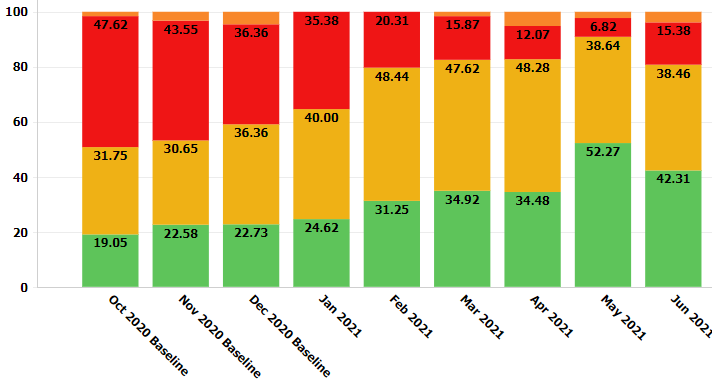 100
80
60
40
20
0
47.62 43.55 36.36 35.38 20.31 15.87 12.07 6.82 15.38
31.75 30.65 36.36 40.00 48.44 47.62 48.28 38.64 38.46
19.05 22.58 22.73 24.62 31.25 34.92 34.48 52.27 42.31
Oct 2020 Baseline
Nov 2020 Baseline
Dec 2020 Baseline
Jan 2021
Feb 2021
Mar 2021
Apr 2021
May 2021
Jun 2021